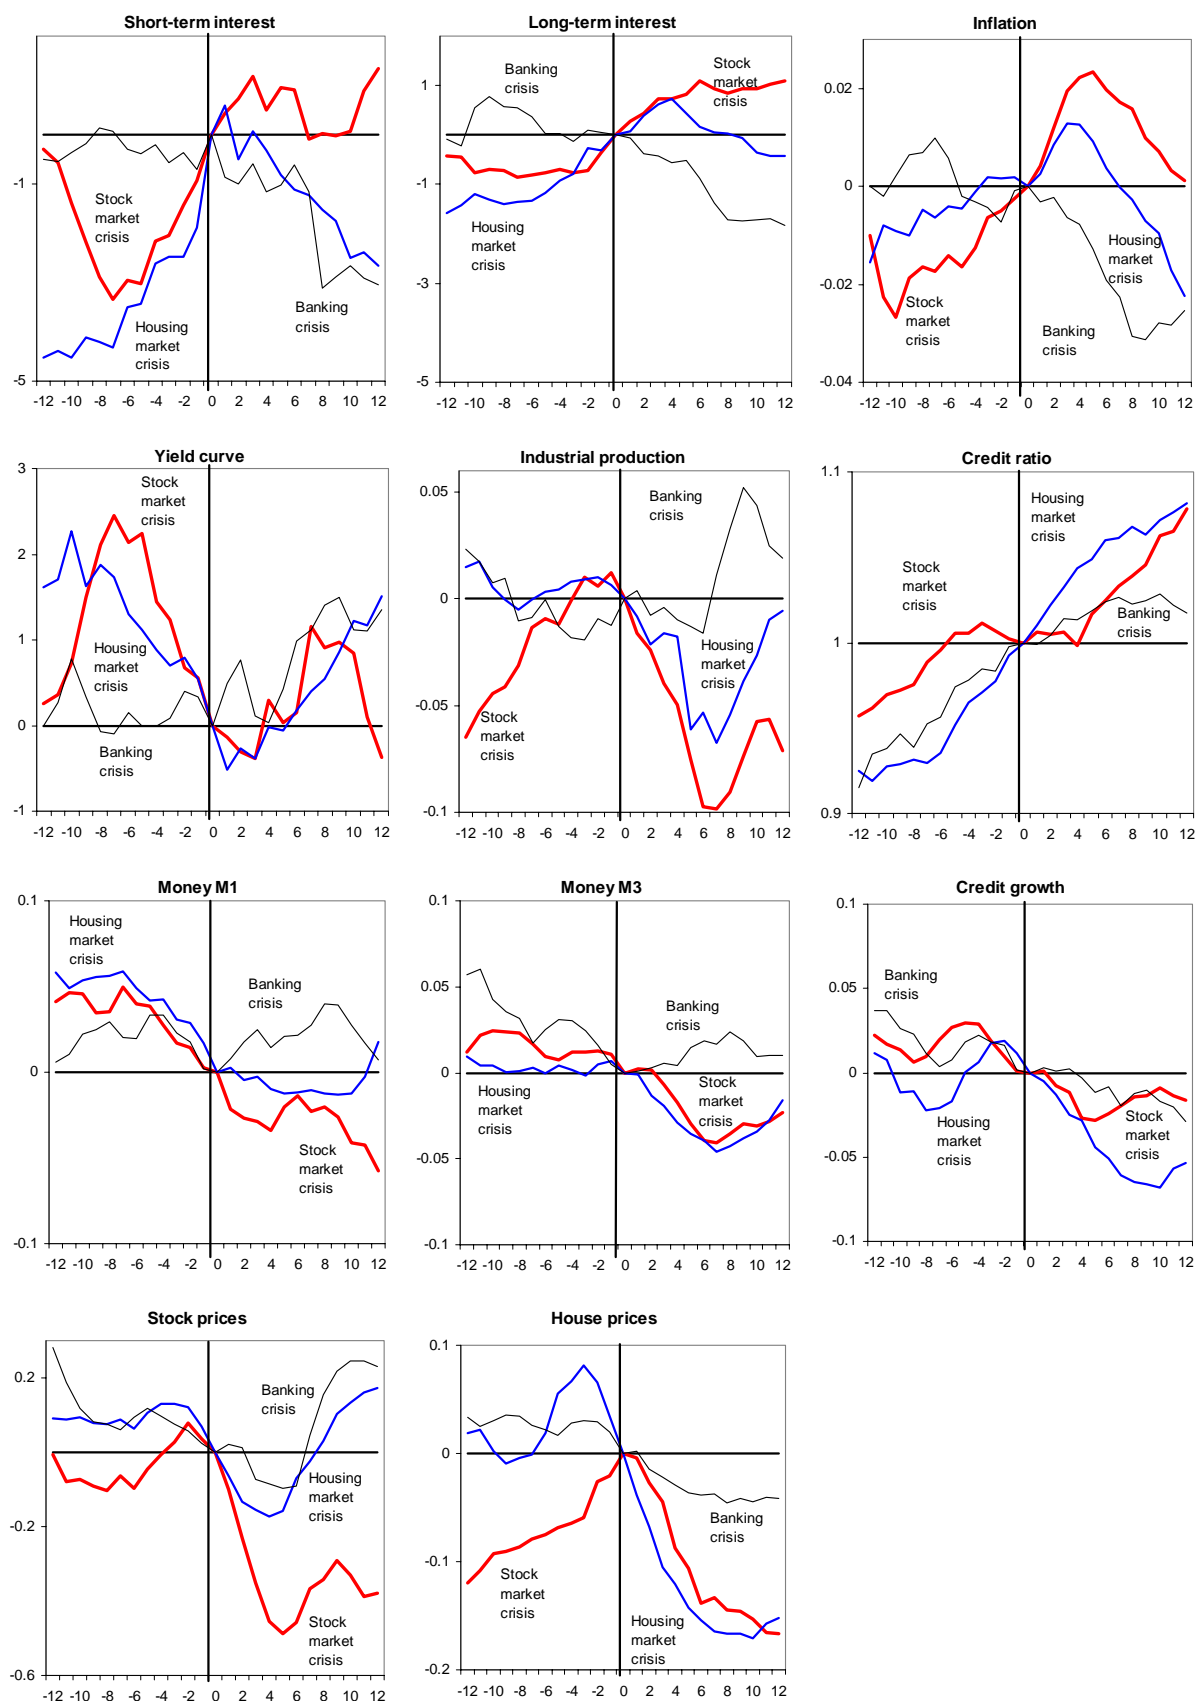 Short-term interest
-1
-5
Stock
market
crisis
Housing
market
crisis
Banking
crisis
-12 -10 -8 -6 -4 -2 0 2 4 6 8 10 12
Long-term interest
1
-1
-3
-5
Banking
crisis
Stock
market
crisis
Housing
market
crisis
-12 -10 -8 -6 -4 -2 0 2 4 6 8 10 12
Inflation
0.02
0
-0.02
-0.04
Stock
market
crisis
Housing
market
crisis
Banking
crisis
-12 -10 -8 -6 -4 -2 0 2 4 6 8 10 12
Yield curve
3
2
1
0
-1
Stock
market
crisis
Housing
market
crisis
Banking
crisis
-12 -10 -8 -6 -4 -2 0 2 4 6 8 10 12
Industrial production
0.05
0
-0.05
-0.1
Banking
crisis
Housing
market
crisis
Stock
market
crisis
-12 -10 -8 -6 -4 -2 0 2 4 6 8 10 12
Credit ratio
1.1
1
0.9
Housing
market
crisis
Stock
market
crisis
Banking
crisis
-12 -10 -8 -6 -4 -2 0 2 4 6 8 10 12
Money M1
0.1
0
-0.1
Housing
market
crisis
Banking
crisis
Stock
market
crisis
-12 -10 -8 -6 -4 -2 0 2 4 6 8 10 12
Money M3
0.1
0.05
0
-0.05
-0.1
Banking
crisis
Housing
market
crisis
Stock
market
crisis
-12 -10 -8 -6 -4 -2 0 2 4 6 8 10 12
Credit growth
0.1
0.05
0
-0.05
-0.1
Banking
crisis
Housing
market
crisis
Stock
market
crisis
-12 -10 -8 -6 -4 -2 0 2 4 6 8 10 12
Stock prices
0.2
-0.2
-0.6
Banking
crisis
Housing
market
crisis
Stock
market
crisis
-12 -10 -8 -6 -4 -2 0 2 4 6 8 10 12
House prices
0.1
0
-0.1
-0.2
Banking
crisis
Stock
market
crisis
Housing
market
crisis
-12 -10 -8 -6 -4 -2 0 2 4 6 8 10 12